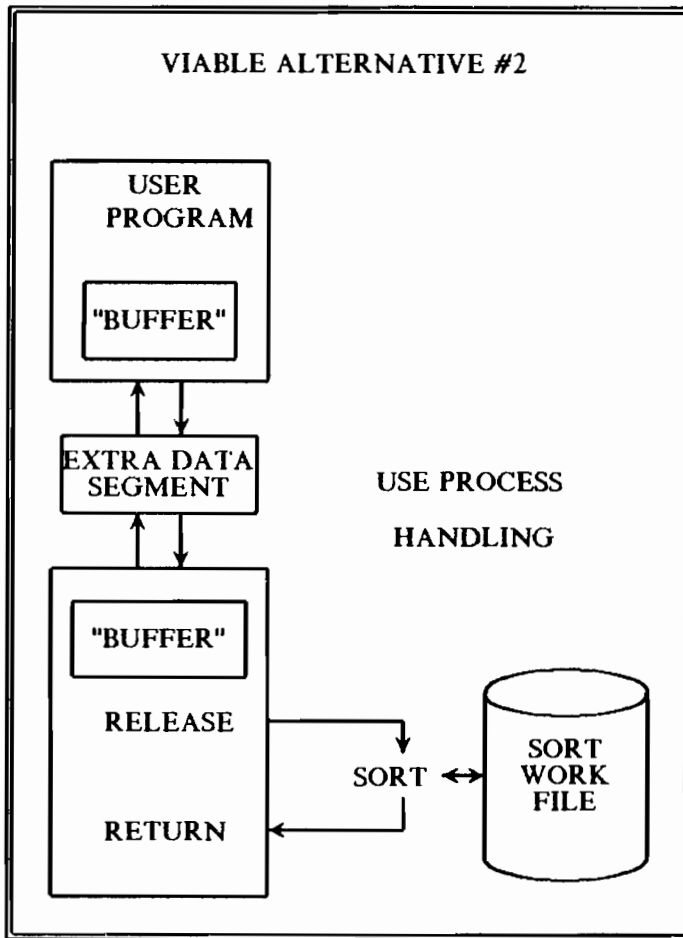 VIABLE ALTERNATIVE #2
USER
PROGRAM
"BUFFER"
EXTRA DATA
SEGMENT
USE PROCESS
HANDLING
"BUFFER"
RELEASE
SORT
RETURN
SORT
WORK
FILE